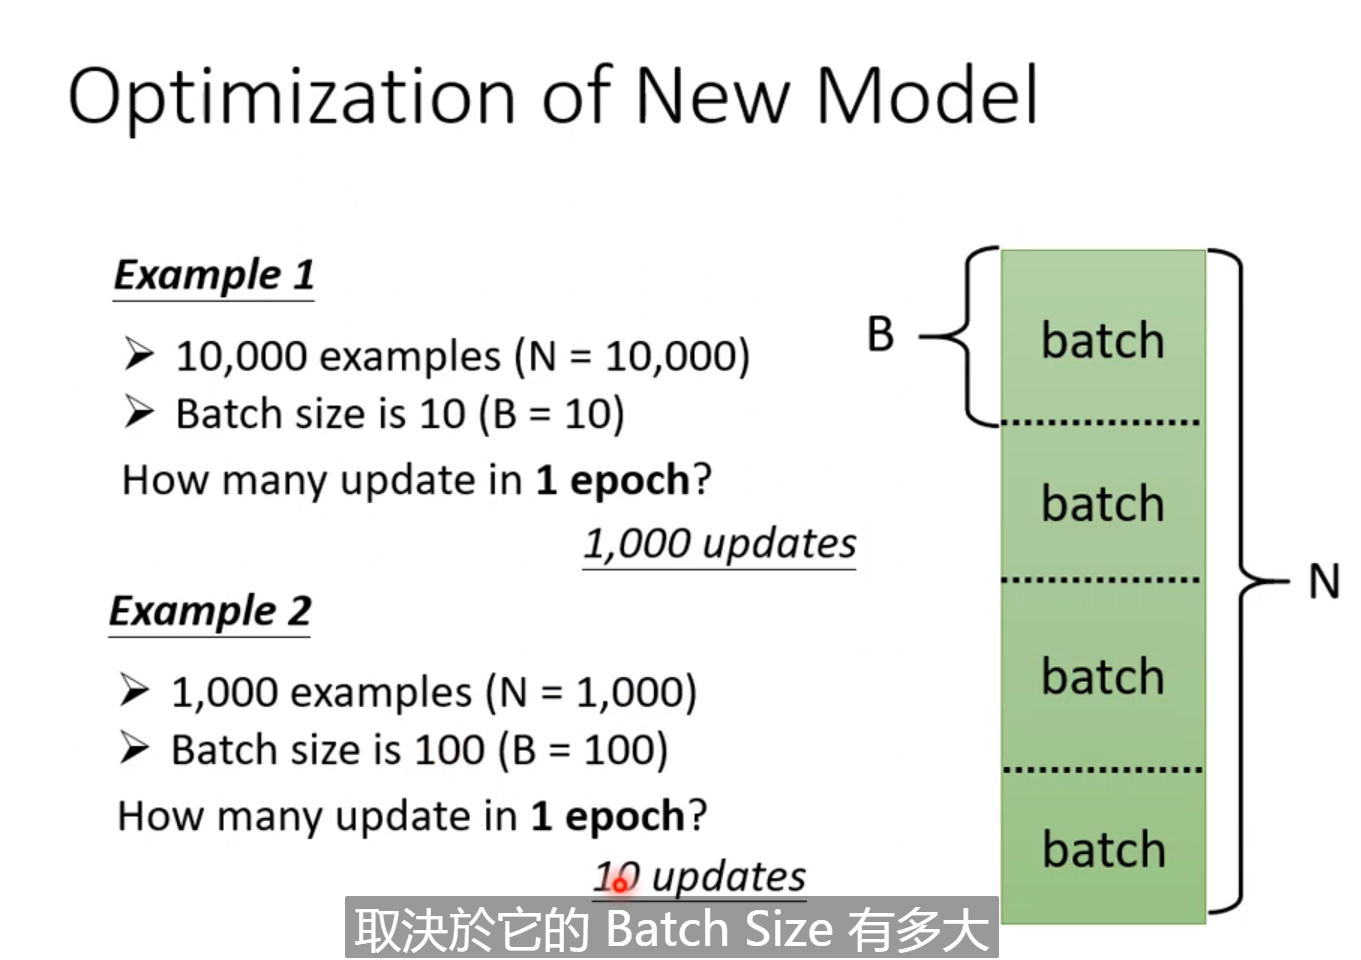 Optimization of New Model
Example 1
➢ 10,000 examples (N = 10,000)
➢ Batch size is 10 (B = 10)
How many update in 1 epoch?
1,000 updates
Example 2
➢ 1,000 examples (N = 1,000)
➢ Batch size is 100 (B = 100)
How many update in 1 epoch?
10 updates
B
batch
batch
batch
batch
N
取決於它的 Batch Size 有多大